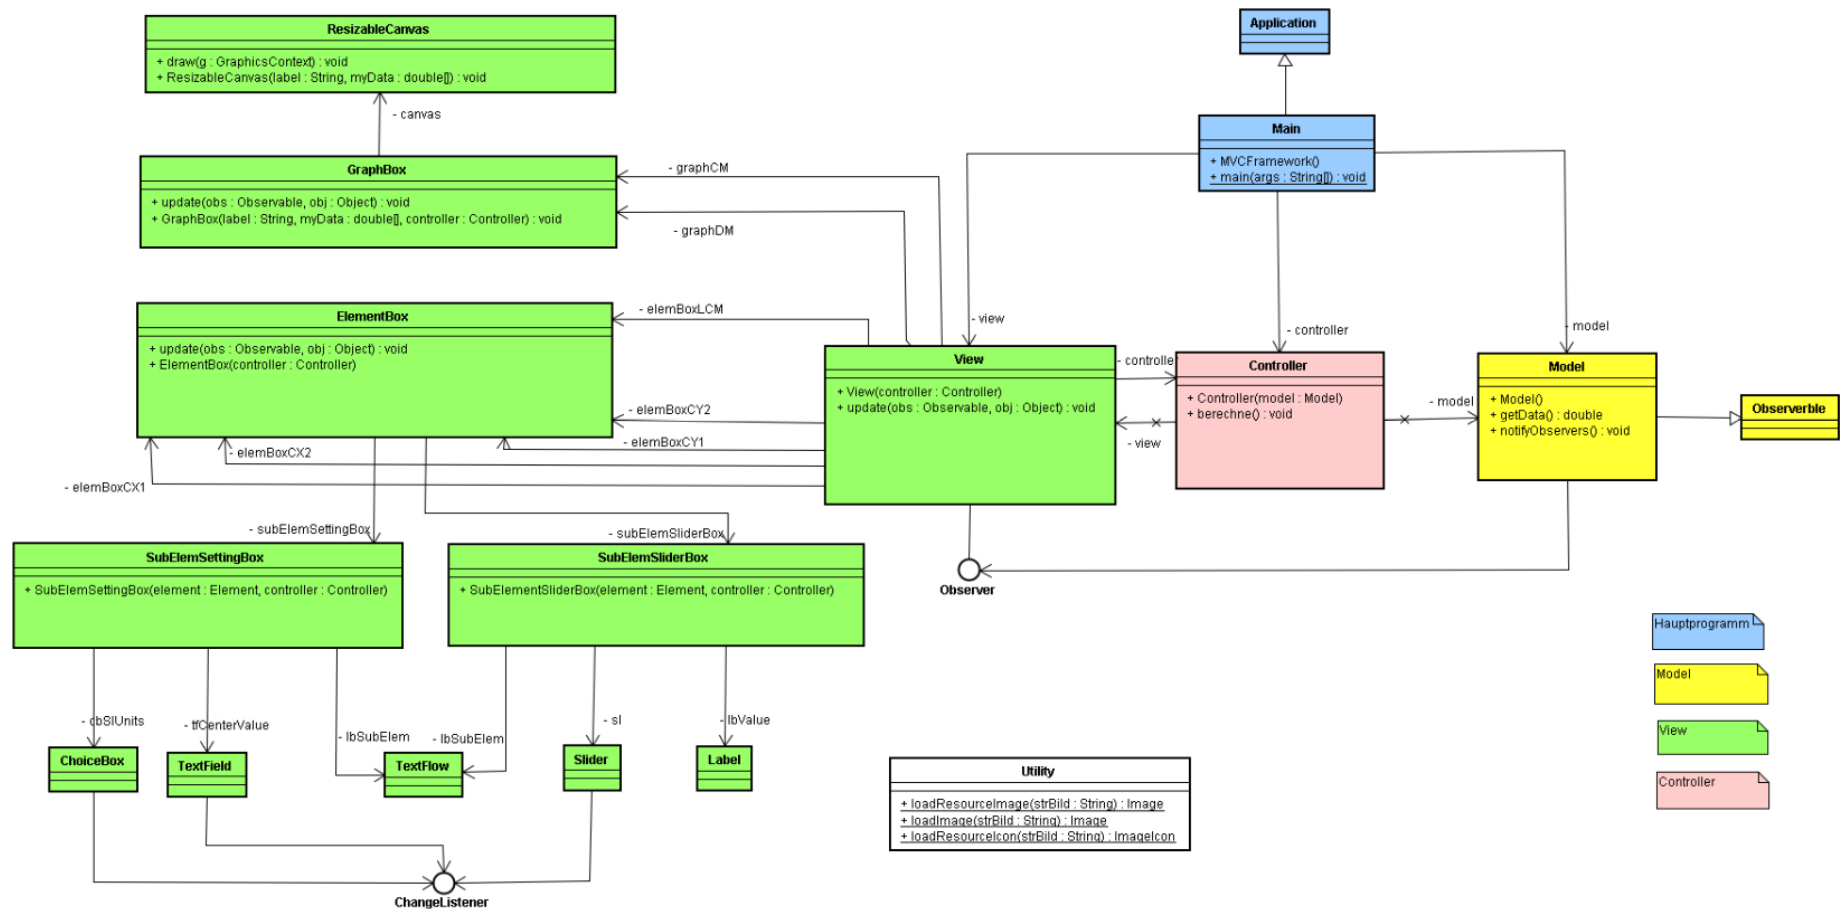 ResizableCanvas
+ draw(g : GraphicsContext) : void
+ ResizableCanvas(label : String, myData : double[]) : void
- canvas
GraphBox
+ update(obs : Observable, obj : Object) : void
+ GraphBox(label : String, myData : double[], controller : Controller) : void
- graphCM
- graphDM
Application
Main
+ MVCFramework()
+ main(args : String[]) : void
- view
- controller
- model
ElementBox
+ update(obs : Observable, obj : Object) : void
+ ElementBox(controller : Controller)
- elemBoxLCM
- elemBoxCY2
- elemBoxCY1
- elemBoxCX2
- elemBoxCX1
View
+ View(controller : Controller)
+ update(obs : Observable, obj : Object) : void
- controller
- view
Controller
+ Controller(model : Model)
+ berechne() : void
- model
Model
+ Model()
+ getData() : double
+ notifyObservers() : void
Observerble
- subElemSettingBox
- subElemSliderBox
SubElemSettingBox
+ SubElemSettingBox(element : Element, controller : Controller)
SubElemSliderBox
+ SubElementSliderBox(element : Element, controller : Controller)
Observer
- cbSIUnits
- tfCenterValue
- lbSubElem
- lbSubElem
- sl
- lbValue
ChoiceBox
TextField
TextFlow
Slider
Label
ChangeListener
Utility
+ loadResourceImage(strBild : String) : Image
+ loadImage(strBild : String) : Image
+ loadResourceIcon(strBild : String) : ImageIcon
Hauptprogramm
Model
View
Controller